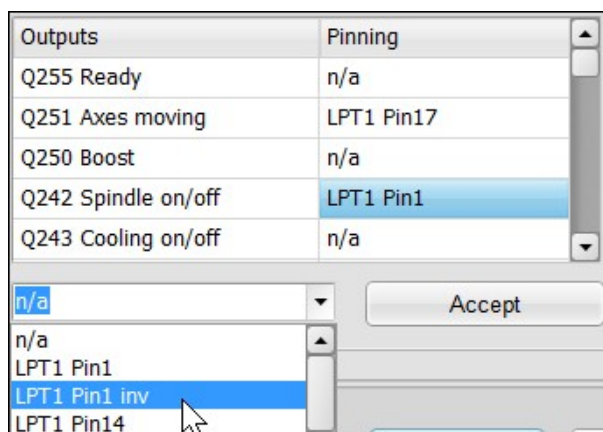 Outputs Pinning
Q255 Ready n/a
Q251 Axes moving LPT1 Pin17
Q250 Boost n/a
Q242 Spindle on/off LPT1 Pin1
Q243 Cooling on/off n/a
n/a Accept
n/a
LPT1 Pin1
LPT1 Pin1 inv
LPT1 Pin14